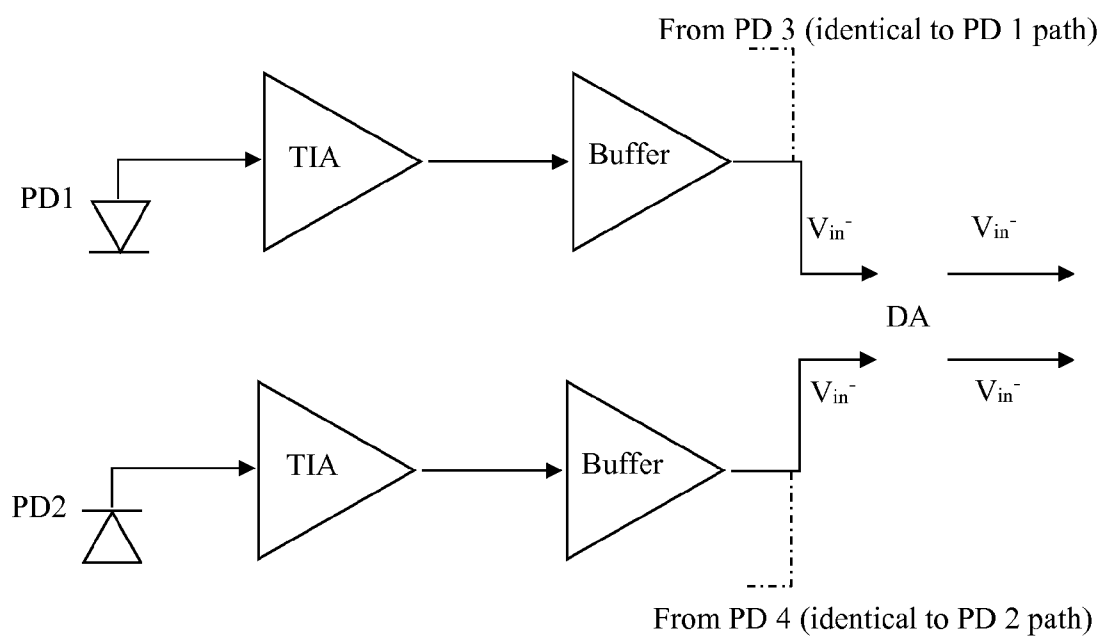 From PD 3 (identical to PD 1 path)
TIA
Buffer
PD1
Vin-
Vin-
DA
Vin-
Vin-
TIA
Buffer
PD2
From PD 4 (identical to PD 2 path)